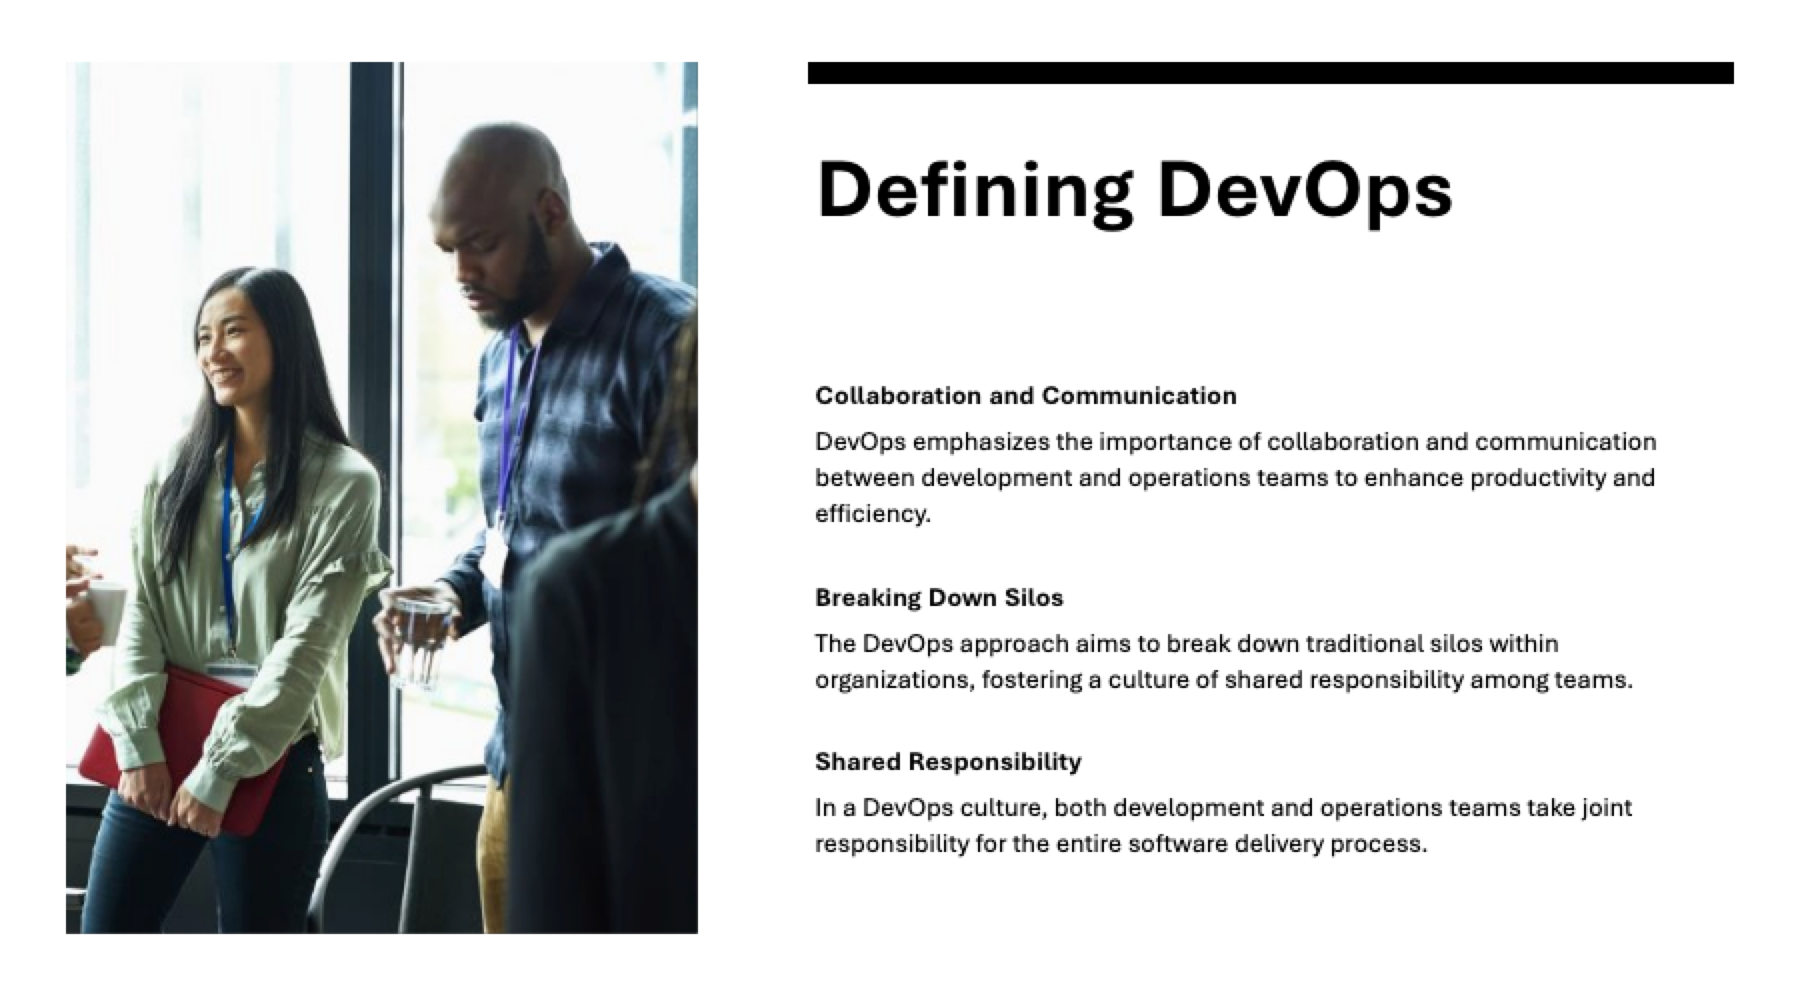 Defining DevOps
Collaboration and Communication
DevOps emphasizes the importance of collaboration and communication
between development and operations teams to enhance productivity and
efficiency.
Breaking Down Silos
The DevOps approach aims to break down traditional silos within
organizations, fostering a culture of shared responsibility among teams.
Shared Responsibility
In a DevOps culture, both development and operations teams take joint
responsibility for the entire software delivery process.